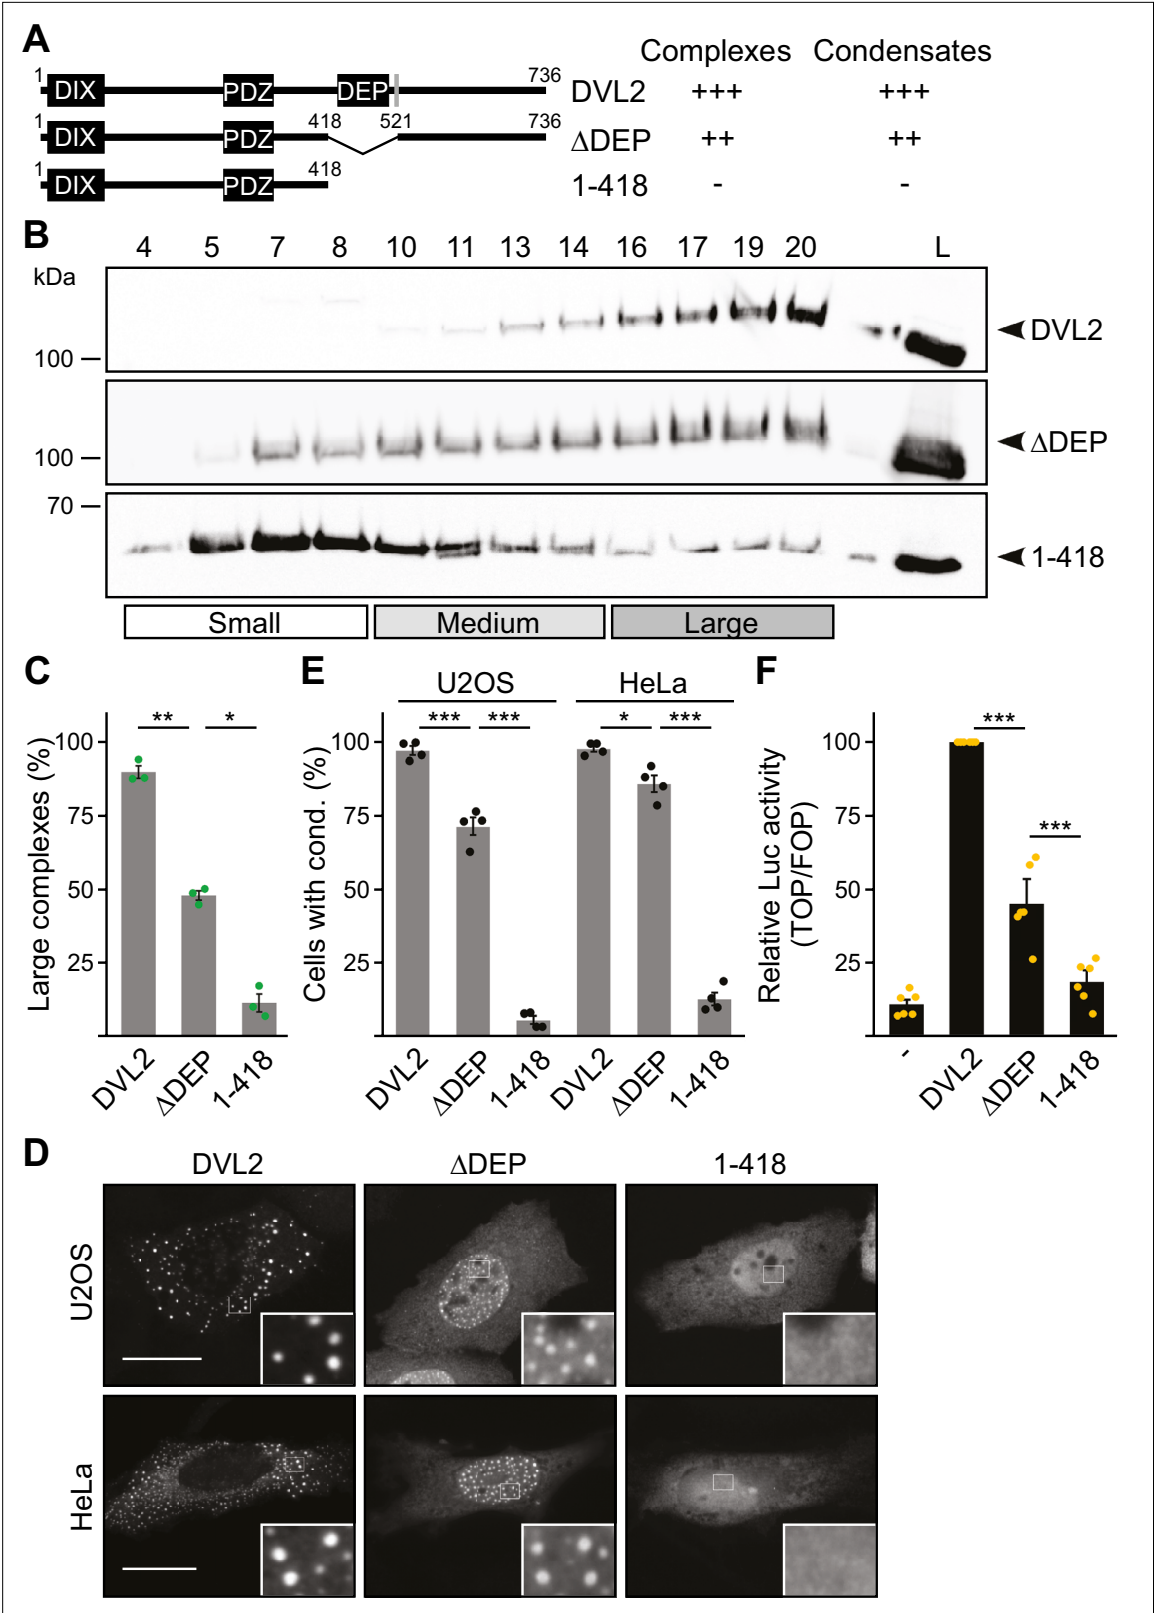 A
Complexes Condensates
1 DIX PDZ DEP 736 DVL2 +++ +++
1 DIX PDZ 418 521 736 ΔDEP ++ ++
1 DIX PDZ 418 1-418 - -
B
4 5 7 8 10 11 13 14 16 17 19 20 L
kDa
100 DVL2
100 ΔDEP
70 1-418
Small Medium Large
C
Large complexes (%)
100
75
50
25
** *
DVL2 ΔDEP 1-418
E
U2OS HeLa
Cells with cond. (%)
100
75
50
25
*** *** * ***
DVL2 ΔDEP 1-418 DVL2 ΔDEP 1-418
F
Relative Luc activity
(TOP/FOP)
100
75
50
25
***
***
- DVL2 ΔDEP 1-418
D
DVL2 ΔDEP 1-418
U2OS
HeLa